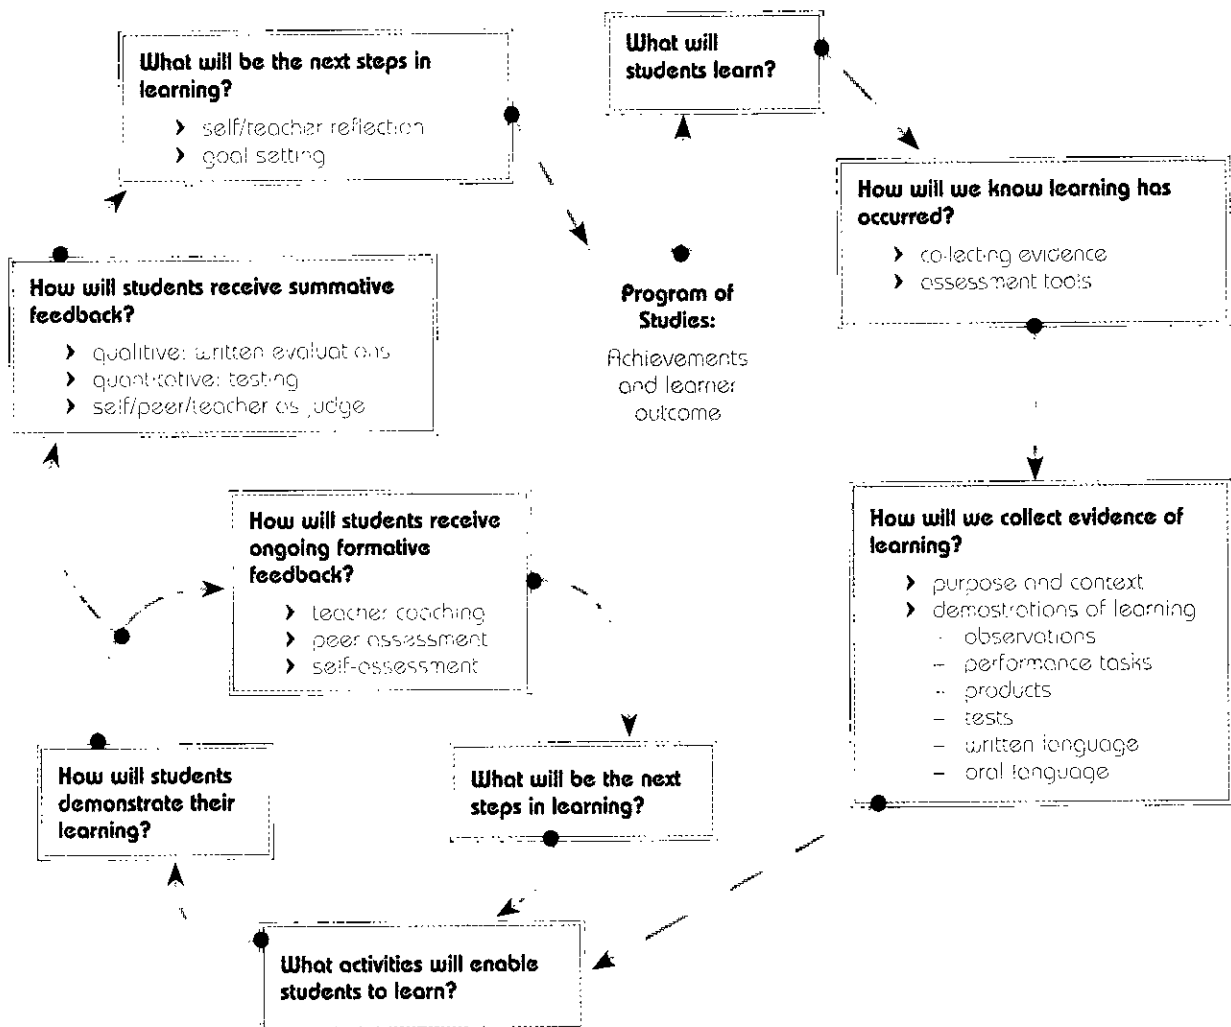 What will be the next steps in
learning?
› self/teacher reflection
› goal setting
What will
students learn?
How will we know learning has
occurred?
› collecting evidence
› assessment tools
How will students receive summative
feedback?
› qualitive: written evaluations
› quantitative: testing
› self/peer/teacher as judge
Program of
Studies:
Achievements
and learner
outcome
How will students receive
ongoing formative
feedback?
› teacher coaching
› peer assessment
› self-assessment
How will we collect evidence of
learning?
› purpose and context
› demostrations of learning
- observations
- performance tasks
- products
- tests
- written language
- oral language
How will students
demonstrate their
learning?
What will be the next
steps in learning?
What activities will enable
students to learn?